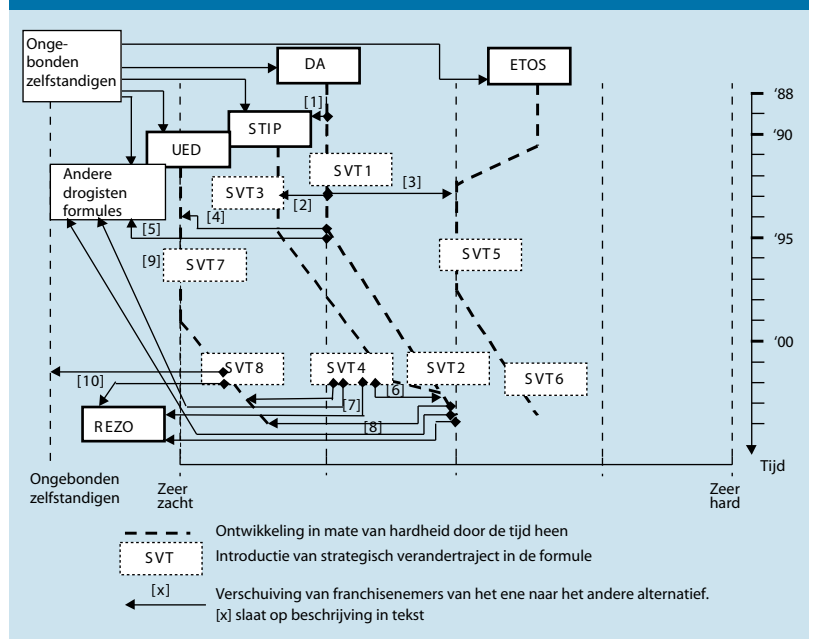 Onge-
bonden
zelfstandigen
DA
ETOS
'88
[1]
STIP
'90
UED
SVT1
Andere
drogisten
formules
SVT3
[3]
[2]
[4]
[5]
'95
[9]
SVT7
SVT5
'00
SVT8
SVT4
SVT2
SVT6
[10]
[6]
[7]
REZO
[8]
Tijd
Ongebonden
zelfstandigen
Zeer
zacht
Zeer
hard
Ontwikkeling in mate van hardheid door de tijd heen
SVT
Introductie van strategisch verandertraject in de formule
[x]
Verschuiving van franchisenemers van het ene naar het andere alternatief.
[x] slaat op beschrijving in tekst